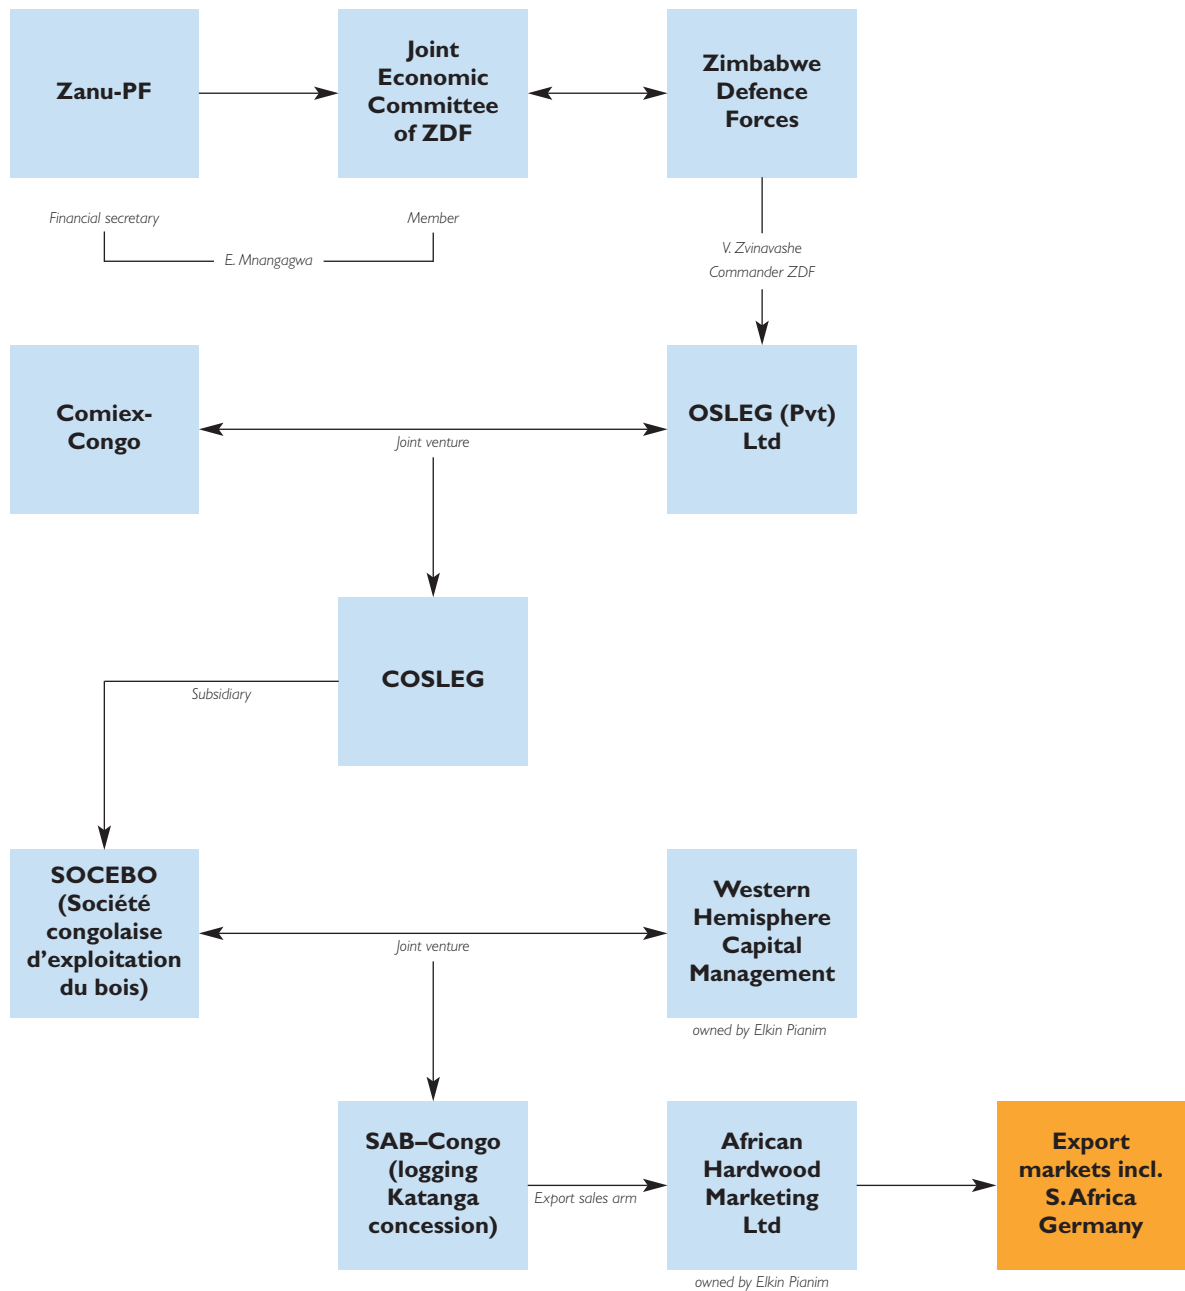 Zanu-PF
Joint
Economic
Committee
of ZDF
Zimbabwe
Defence
Forces
Financial secretary
Member
E. Mnangagwa
V. Zvinavashe
Commander ZDF
Comiex-
Congo
OSLEG (Pvt)
Ltd
Joint venture
COSLEG
Subsidiary
SOCEBO
(Société
congolaise
d’exploitation
du bois)
Western
Hemisphere
Capital
Management
Joint venture
owned by Elkin Pianim
SAB–Congo
(logging
Katanga
concession)
Export sales arm
African
Hardwood
Marketing
Ltd
Export
markets incl.
S. Africa
Germany
owned by Elkin Pianim